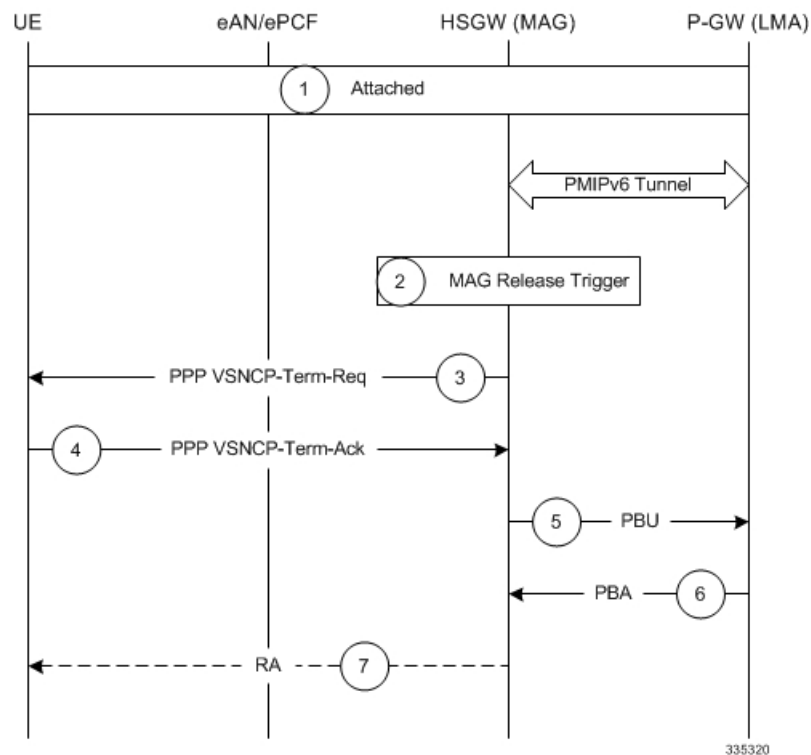 UE eAN/ePCF HSGW (MAG) P-GW (LMA)
1 Attached
PMIPv6 Tunnel
2 MAG Release Trigger
PPP VSNCP-Term-Req 3
4 PPP VSNCP-Term-Ack
5 PBU
PBA 6
RA 7
335320